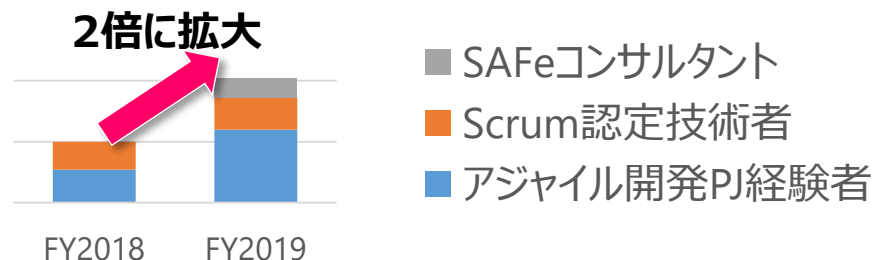 2倍に拡大
SAFeコンサルタント
Scrum認定技術者
アジャイル開発PJ経験者
FY2018
FY2019